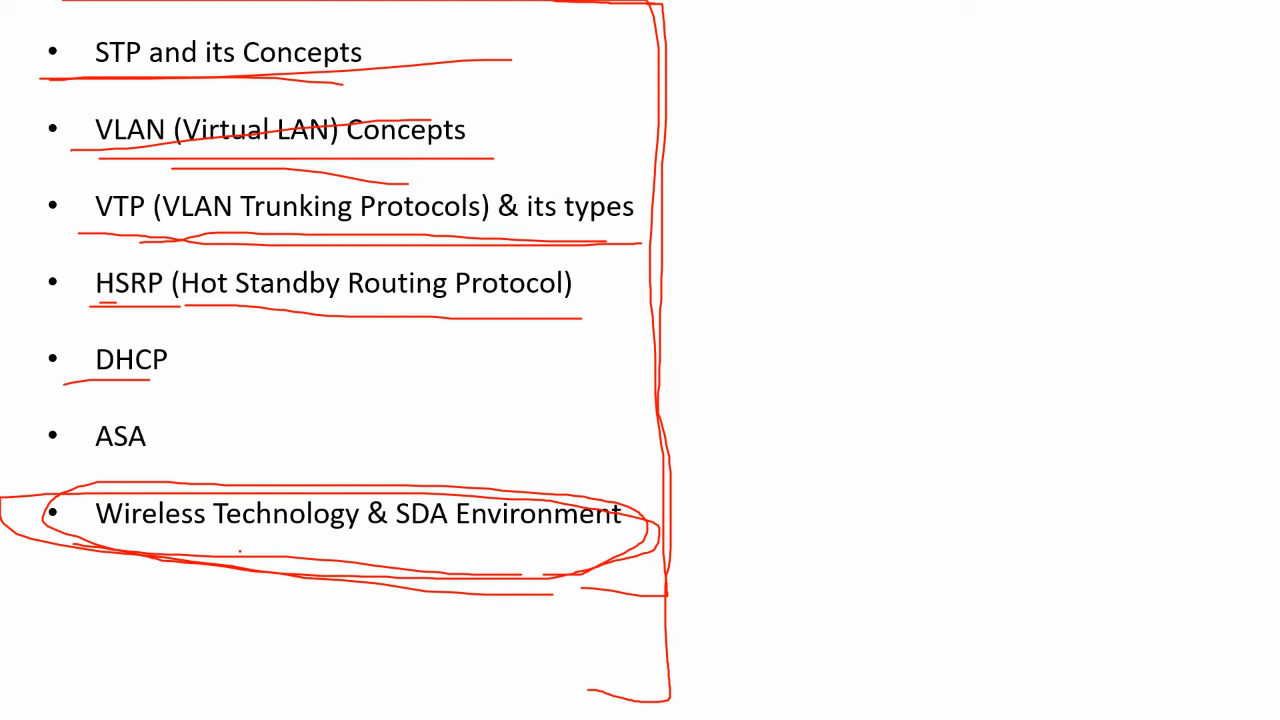 • STP and its Concepts
• VLAN (Virtual LAN) Concepts
• VTP (VLAN Trunking Protocols) & its types
• HSRP (Hot Standby Routing Protocol)
• DHCP
• ASA
• Wireless Technology & SDA Environment